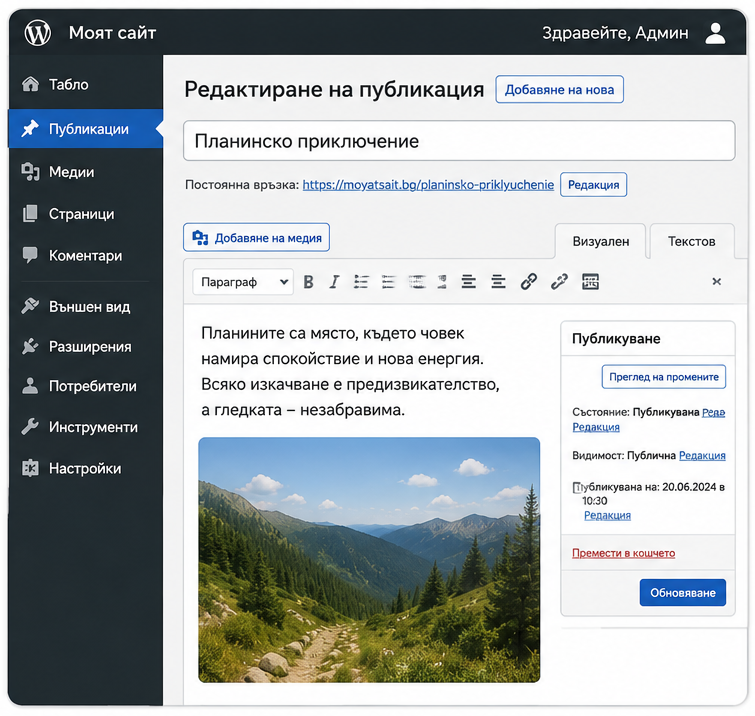 Моят сайт
Здравейте, Админ
Табло
Публикации
Медии
Страници
Коментари
Външен вид
Разширения
Потребители
Инструменти
Настройки
Редактиране на публикация
Добавяне на нова
Планинско приключение
Постоянна връзка: https://moyatsait.bg/planinsko-priklyuchenie Редакция
Добавяне на медия
Визуален
Текстов
Параграф
B I
Планините са място, където човек
намира спокойствие и нова енергия.
Всяко изкачване е предизвикателство,
а гледката – незабравима.
Публикуване
Преглед на промените
Състояние: Публикувана Реда
Редакция
Видимост: Публична Редакция
Публикувана на: 20.06.2024 в
10:30
Редакция
Премести в кошчето
Обновяване